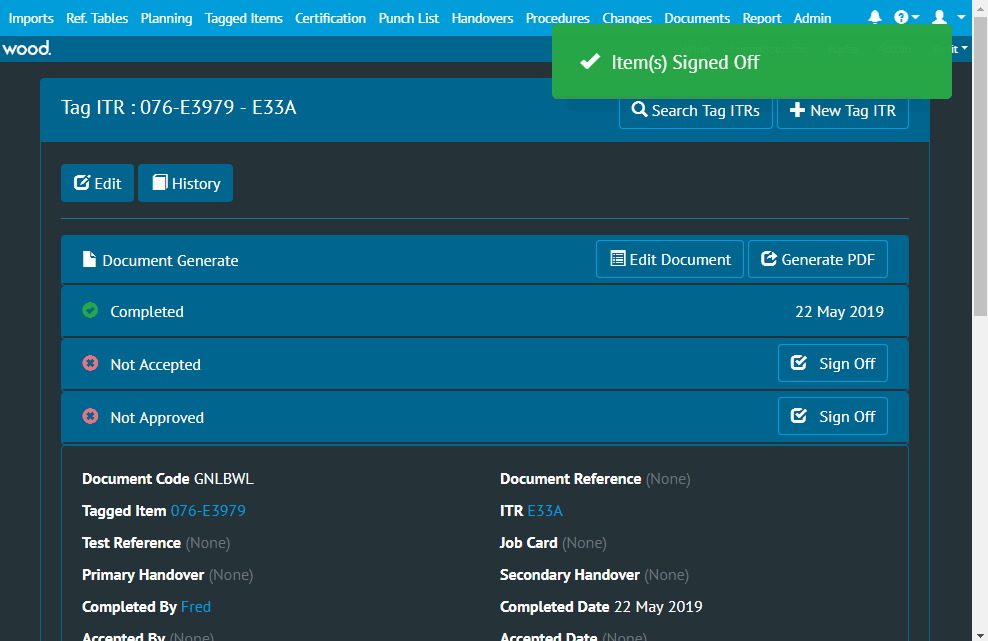 Imports Ref. Tables Planning Tagged Items Certification Punch List Handovers Procedures Changes Documents Report Admin
wood. it
Item(s) Signed Off
Tag ITR : 076-E3979 - E33A Search Tag ITRs New Tag ITR
Edit History
Document Generate Edit Document Generate PDF
Completed 22 May 2019
Not Accepted Sign Off
Not Approved Sign Off
Document Code GNLBWL Document Reference (None)
Tagged Item 076-E3979 ITR E33A
Test Reference (None) Job Card (None)
Primary Handover (None) Secondary Handover (None)
Completed By Fred Completed Date 22 May 2019
Accepted By (None) Accepted Date (None)